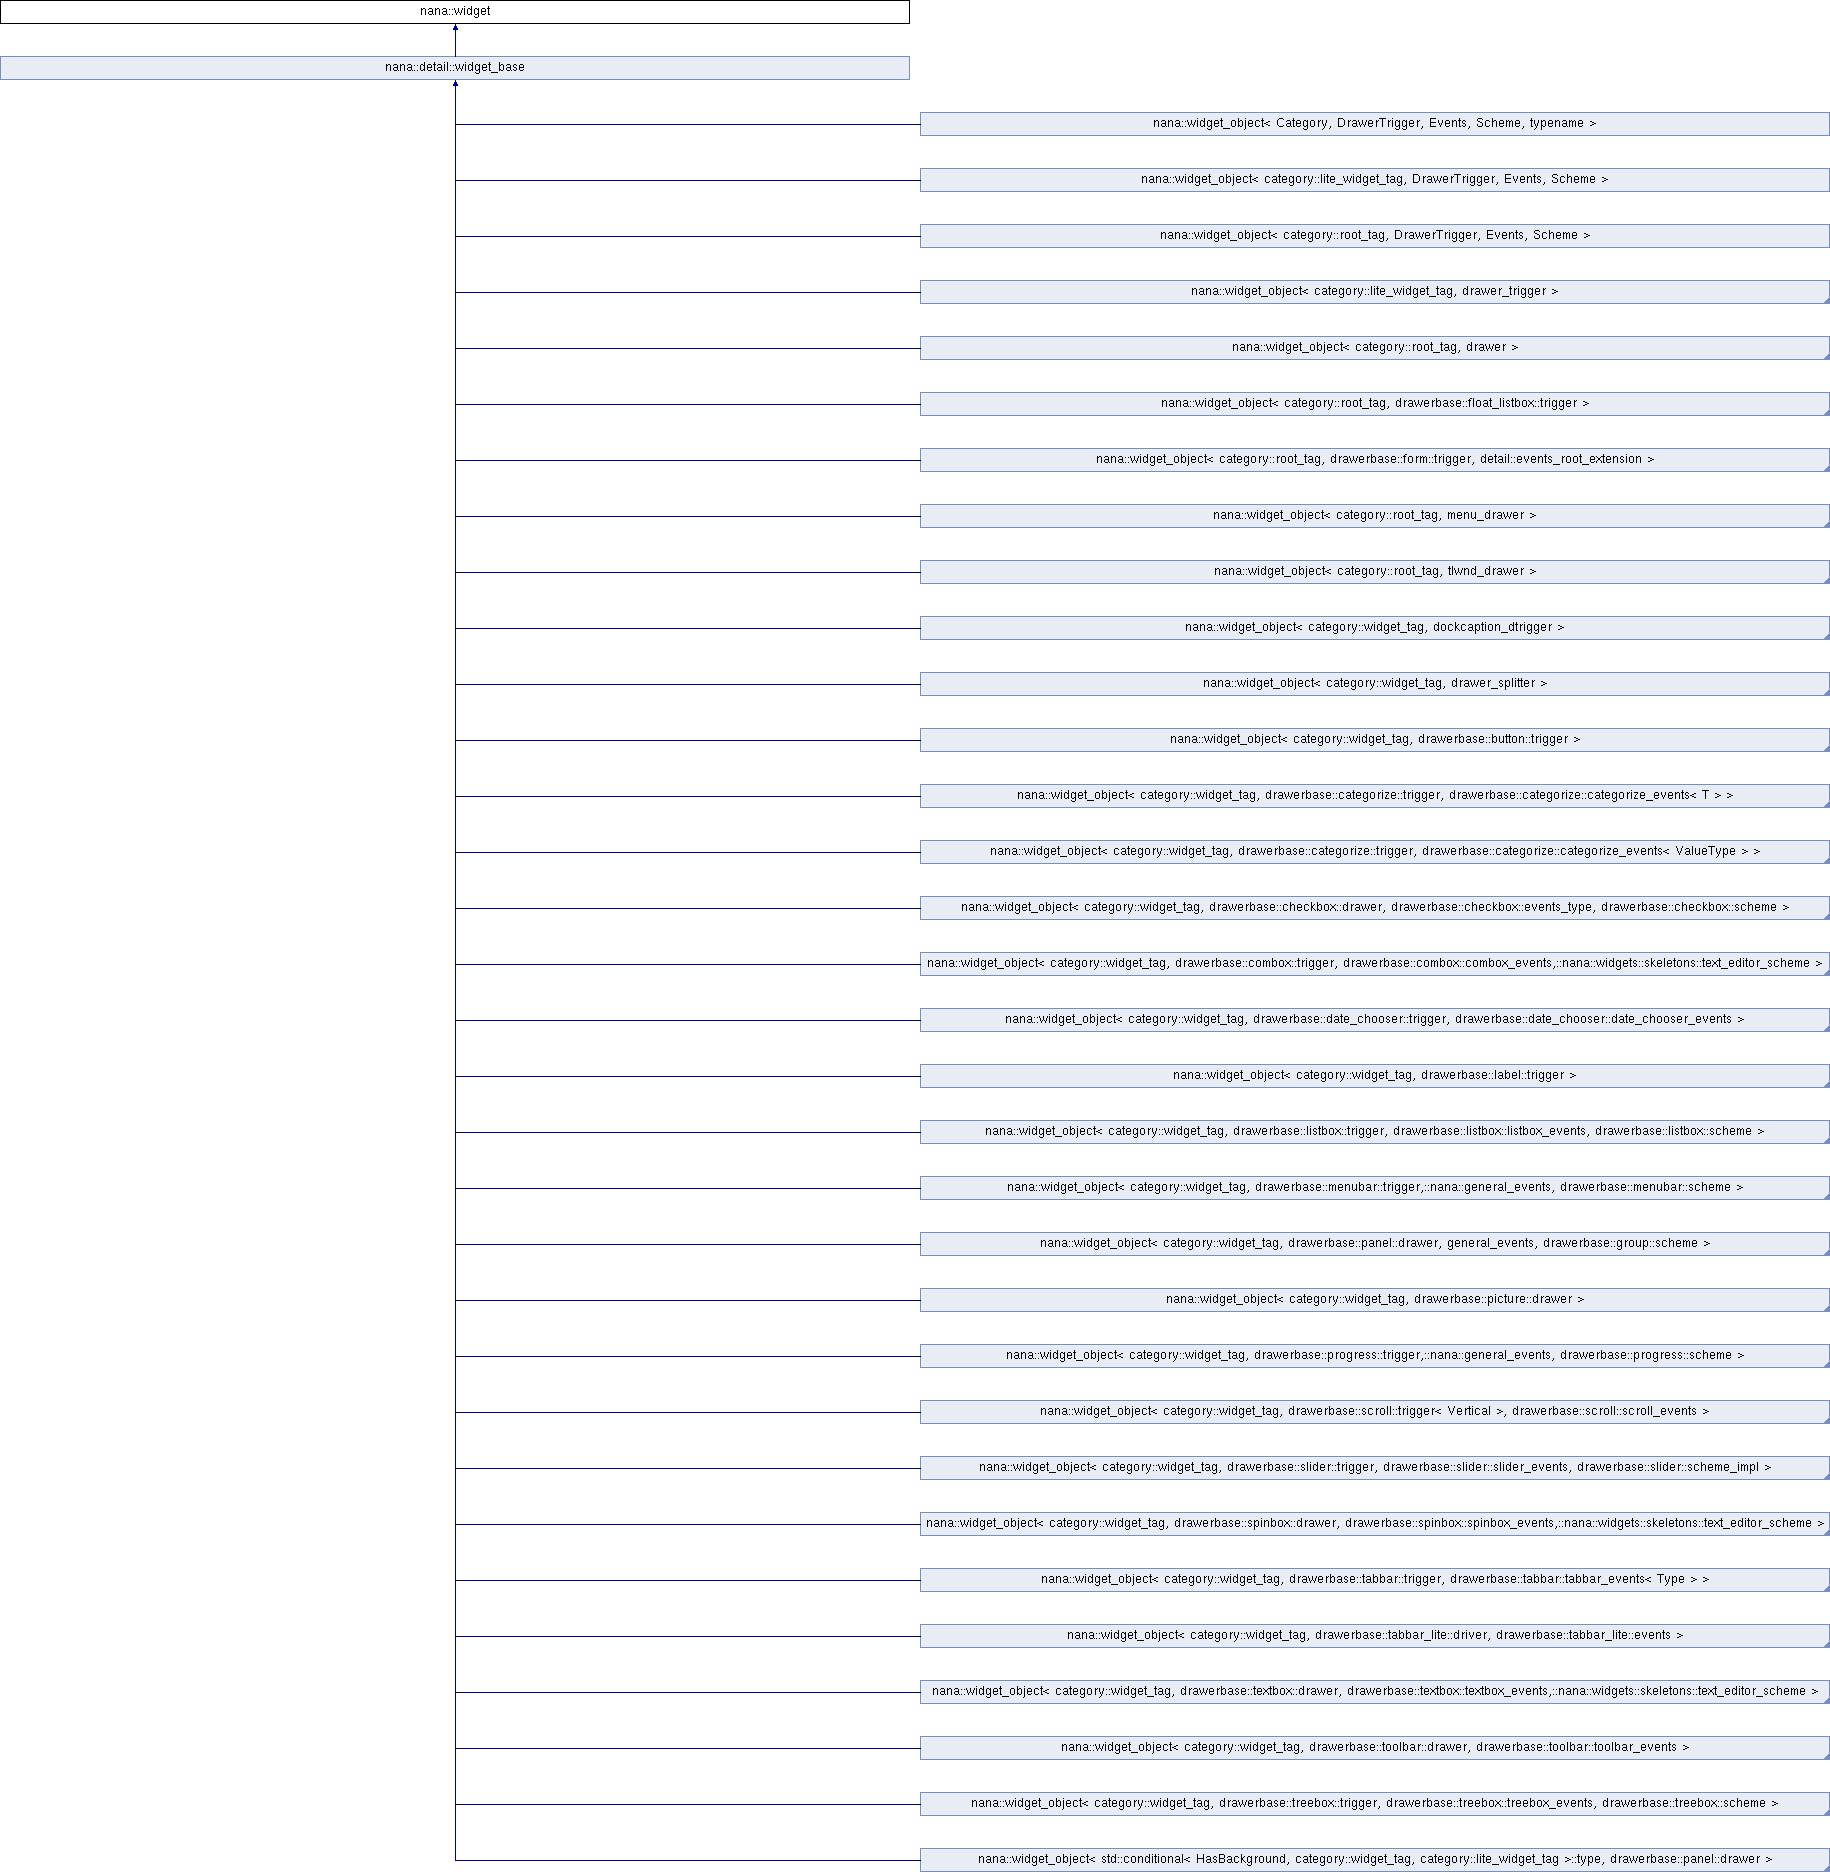 nana::widget
nana::detail::widget_base
nana::widget_object< Category, DrawerTrigger, Events, Scheme, typename >
nana::widget_object< category::lite_widget_tag, DrawerTrigger, Events, Scheme >
nana::widget_object< category::root_tag, DrawerTrigger, Events, Scheme >
nana::widget_object< category::lite_widget_tag, drawer_trigger >
nana::widget_object< category::root_tag, drawer >
nana::widget_object< category::root_tag, drawerbase::float_listbox::trigger >
nana::widget_object< category::root_tag, drawerbase::form::trigger, detail::events_root_extension >
nana::widget_object< category::root_tag, menu_drawer >
nana::widget_object< category::root_tag, tlwnd_drawer >
nana::widget_object< category::widget_tag, dockcaption_dtrigger >
nana::widget_object< category::widget_tag, drawer_splitter >
nana::widget_object< category::widget_tag, drawerbase::button::trigger >
nana::widget_object< category::widget_tag, drawerbase::categorize::trigger, drawerbase::categorize::categorize_events< T > >
nana::widget_object< category::widget_tag, drawerbase::categorize::trigger, drawerbase::categorize::categorize_events< ValueType > >
nana::widget_object< category::widget_tag, drawerbase::checkbox::drawer, drawerbase::checkbox::events_type, drawerbase::checkbox::scheme >
nana::widget_object< category::widget_tag, drawerbase::combox::trigger, drawerbase::combox::combox_events,::nana::widgets::skeletons::text_editor_scheme >
nana::widget_object< category::widget_tag, drawerbase::date_chooser::trigger, drawerbase::date_chooser::date_chooser_events >
nana::widget_object< category::widget_tag, drawerbase::label::trigger >
nana::widget_object< category::widget_tag, drawerbase::listbox::trigger, drawerbase::listbox::listbox_events, drawerbase::listbox::scheme >
nana::widget_object< category::widget_tag, drawerbase::menubar::trigger,::nana::general_events, drawerbase::menubar::scheme >
nana::widget_object< category::widget_tag, drawerbase::panel::drawer, general_events, drawerbase::group::scheme >
nana::widget_object< category::widget_tag, drawerbase::picture::drawer >
nana::widget_object< category::widget_tag, drawerbase::progress::trigger,::nana::general_events, drawerbase::progress::scheme >
nana::widget_object< category::widget_tag, drawerbase::scroll::trigger< Vertical >, drawerbase::scroll::scroll_events >
nana::widget_object< category::widget_tag, drawerbase::slider::trigger, drawerbase::slider::slider_events, drawerbase::slider::scheme_impl >
nana::widget_object< category::widget_tag, drawerbase::spinbox::drawer, drawerbase::spinbox::spinbox_events,::nana::widgets::skeletons::text_editor_scheme >
nana::widget_object< category::widget_tag, drawerbase::tabbar::trigger, drawerbase::tabbar::tabbar_events< Type > >
nana::widget_object< category::widget_tag, drawerbase::tabbar_lite::driver, drawerbase::tabbar_lite::events >
nana::widget_object< category::widget_tag, drawerbase::textbox::drawer, drawerbase::textbox::textbox_events,::nana::widgets::skeletons::text_editor_scheme >
nana::widget_object< category::widget_tag, drawerbase::toolbar::drawer, drawerbase::toolbar::toolbar_events >
nana::widget_object< category::widget_tag, drawerbase::treebox::trigger, drawerbase::treebox::treebox_events, drawerbase::treebox::scheme >
nana::widget_object< std::conditional< HasBackground, category::widget_tag, category::lite_widget_tag >::type, drawerbase::panel::drawer >